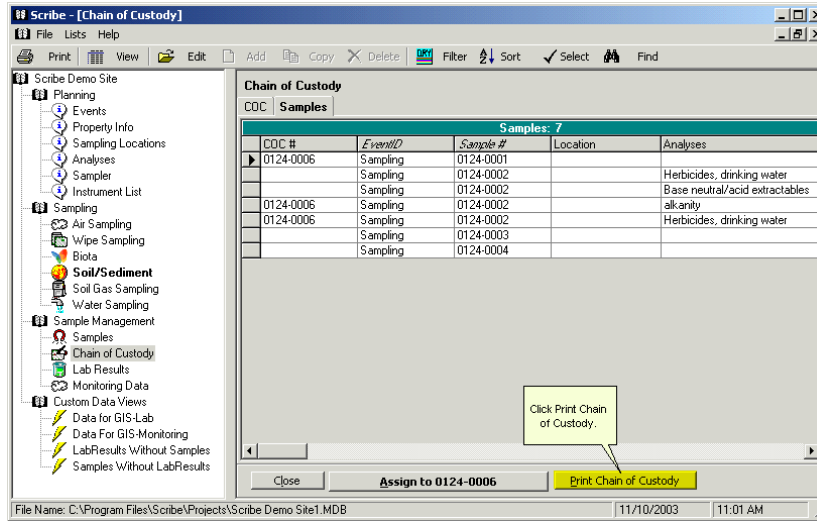 Scribe - [Chain of Custody]
File Lists Help
Print View Edit Add Copy Delete QRY Filter Sort Select Find
Scribe Demo Site
Planning
Events
Property Info
Sampling Locations
Analyses
Sampler
Instrument List
Sampling
Air Sampling
Wipe Sampling
Biota
Soil/Sediment
Soil Gas Sampling
Water Sampling
Sample Management
Samples
Chain of Custody
Lab Results
Monitoring Data
Custom Data Views
Data for GIS-Lab
Data For GIS-Monitoring
LabResults Without Samples
Samples Without LabResults
Chain of Custody
COC Samples
Samples: 7
COC # EventID Sample # Location Analyses
0124-0006 Sampling 0124-0001
Sampling 0124-0002 Herbicides, drinking water
Sampling 0124-0002 Base neutral/acid extractables
0124-0006 Sampling 0124-0002 alkanity
0124-0006 Sampling 0124-0002 Herbicides, drinking water
Sampling 0124-0003
Sampling 0124-0004
Click Print Chain
of Custody.
Close Assign to 0124-0006 Print Chain of Custody
File Name: C:\Program Files\Scribe\Projects\Scribe Demo Site1.MDB 11/10/2003 11:01 AM